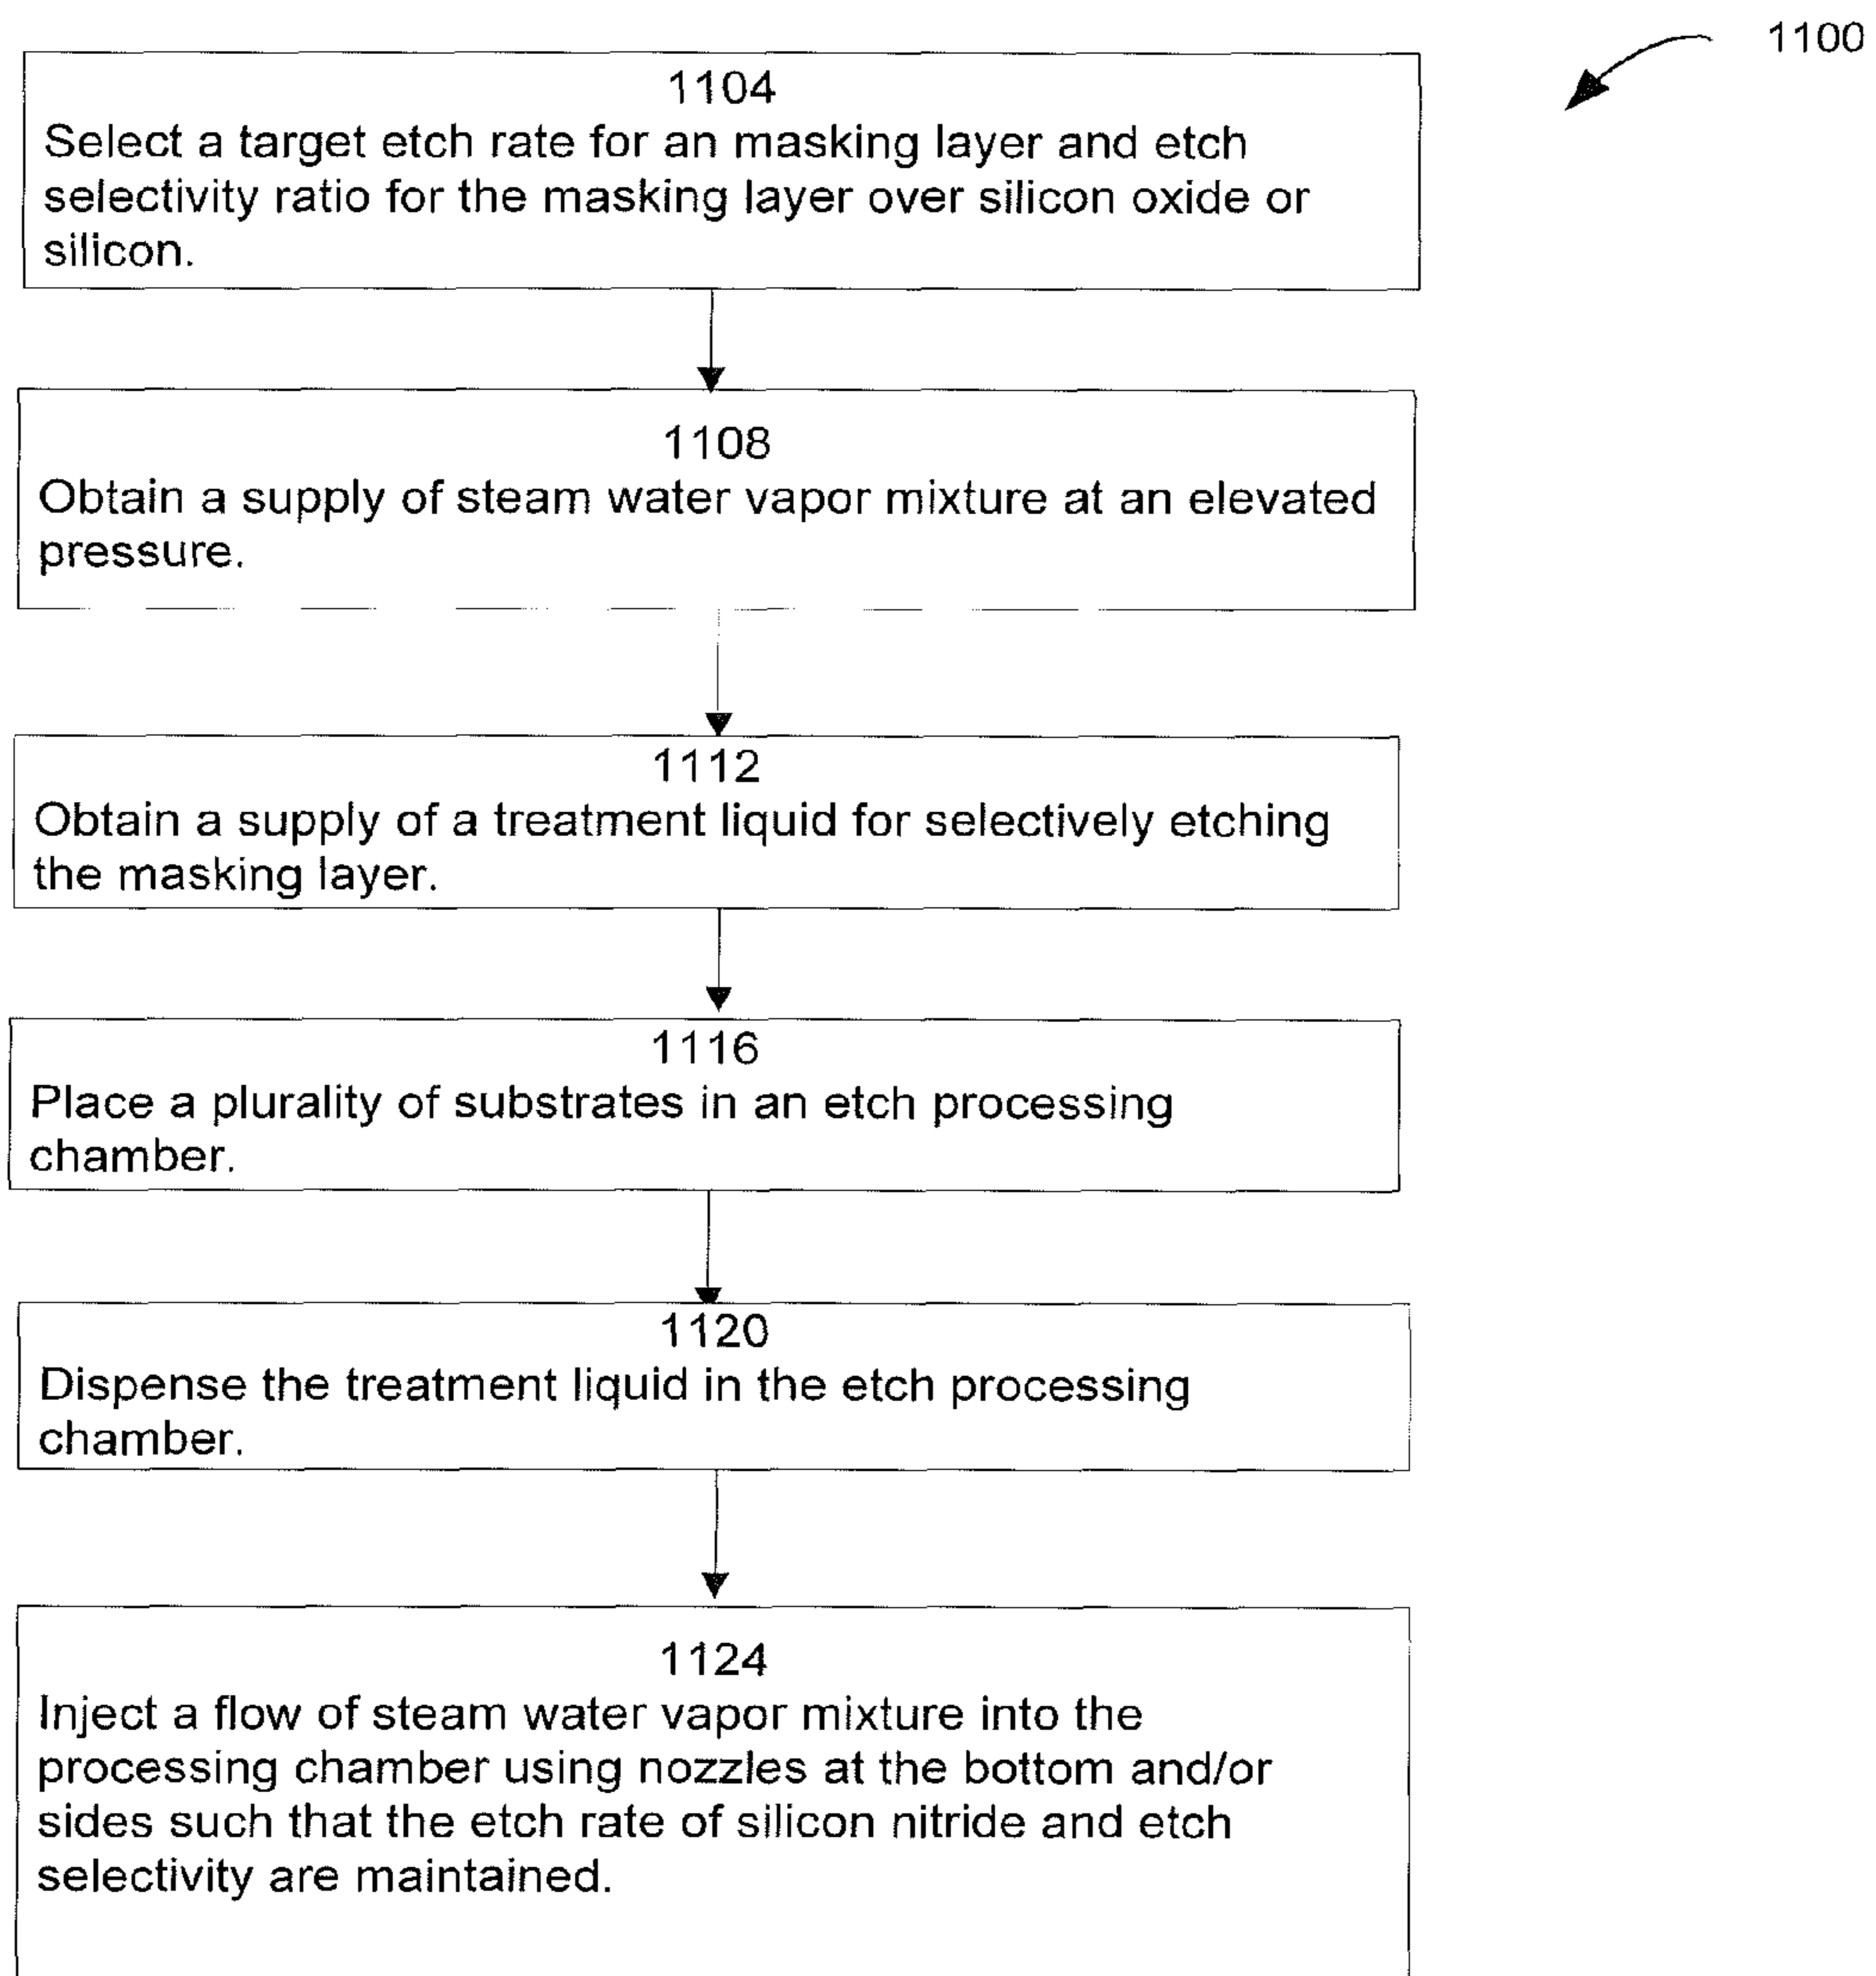 1100
1104
Select a target etch rate for an masking layer and etch
selectivity ratio for the masking layer over silicon oxide or
silicon.
1108
Obtain a supply of steam water vapor mixture at an elevated
pressure.
1112
Obtain a supply of a treatment liquid for selectively etching
the masking layer.
1116
Place a plurality of substrates in an etch processing
chamber.
1120
Dispense the treatment liquid in the etch processing
chamber.
1124
Inject a flow of steam water vapor mixture into the
processing chamber using nozzles at the bottom and/or
sides such that the etch rate of silicon nitride and etch
selectivity are maintained.